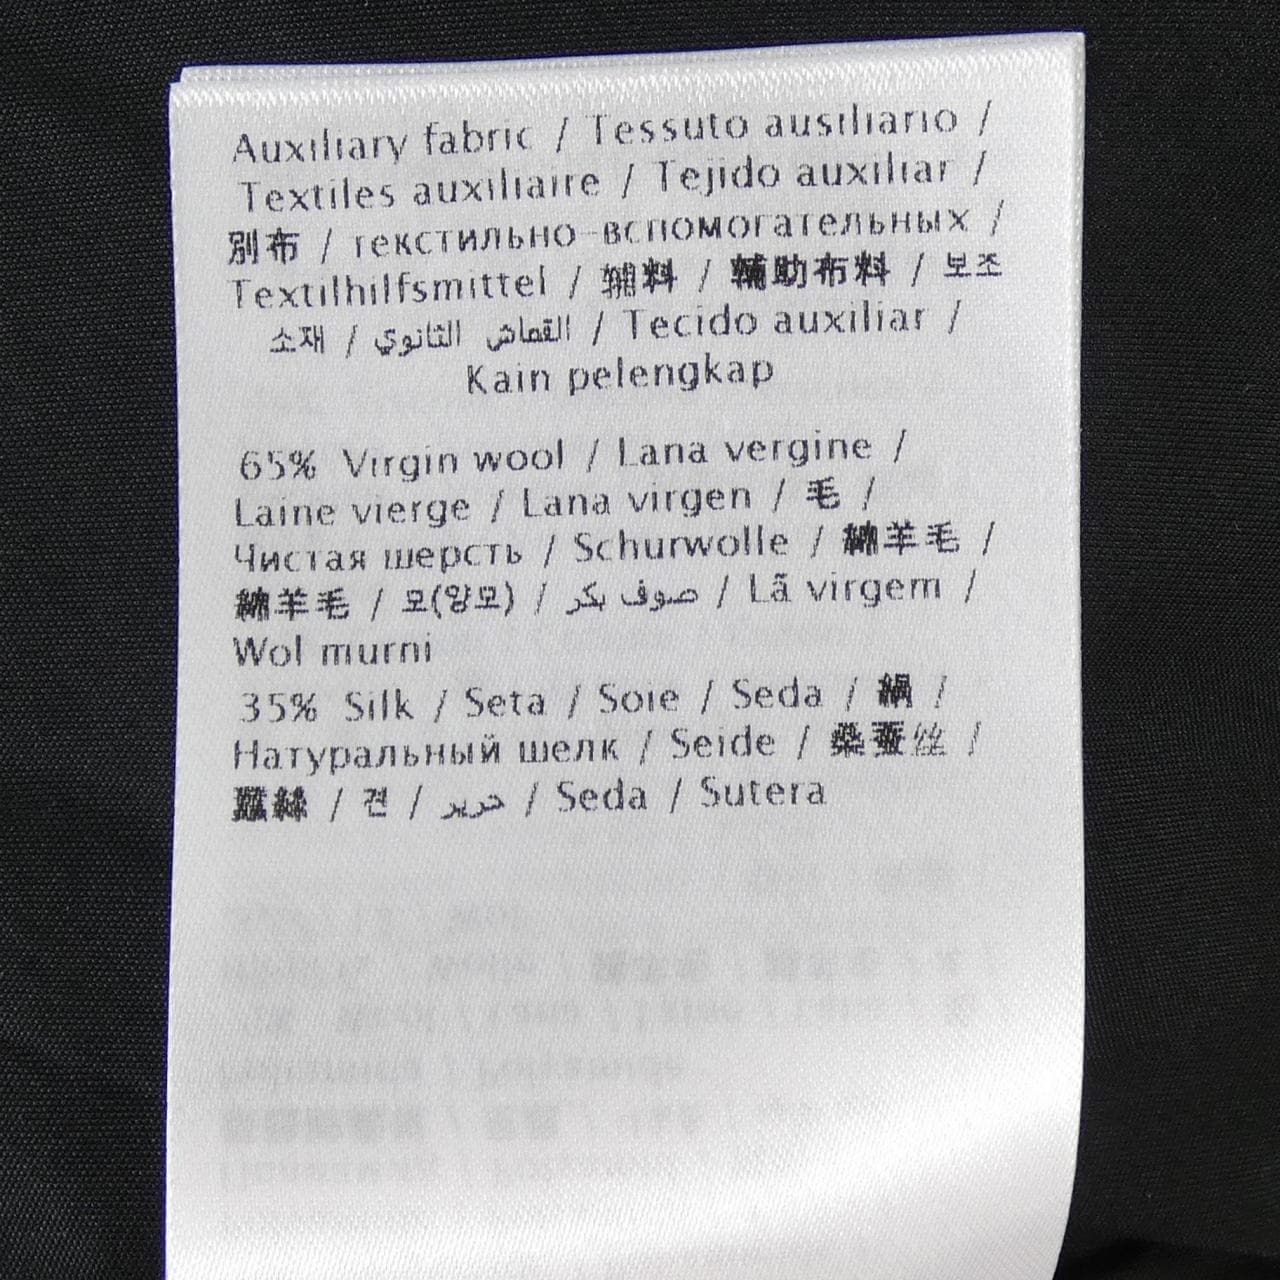 Auxiliary fabric / Tessuto ausiliario /
Textiles auxiliaire / Tejido auxiliar /
別布 / текстильно-вспомогательных /
Textilhilfsmittel / 辅料 / 輔助布料 / 보조
소재 / القماش الثانوي / Tecido auxiliar /
Kain pelengkap
65% Virgin wool / Lana vergine /
Laine vierge / Lana virgen / 毛 /
Чистая шерсть / Schurwolle / 綿羊毛 /
綿羊毛 / 모(양모) / صوف بكر / Lã virgem /
Wol murni
35% Silk / Seta / Soie / Seda / 絹 /
Натуральный шелк / Seide / 桑蚕丝 /
蠶絲 / 견 / حرير / Seda / Sutera